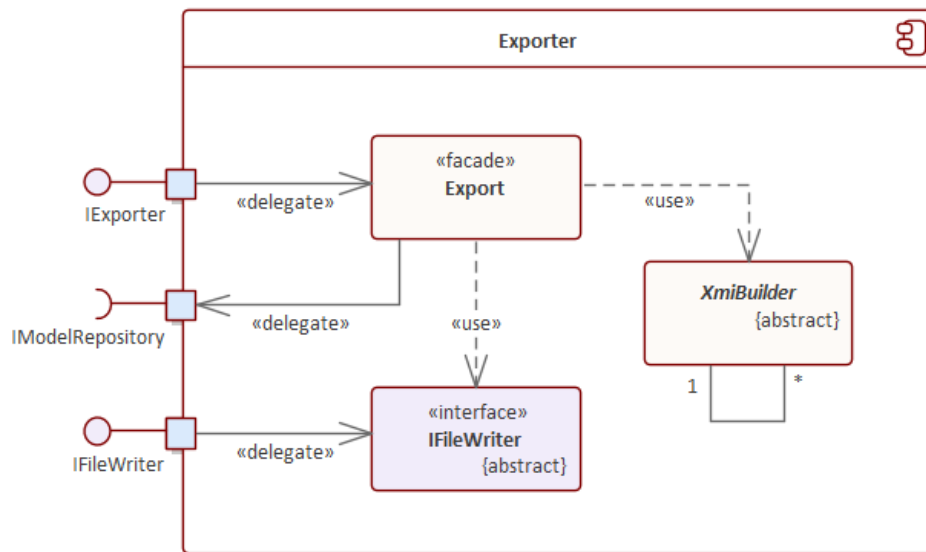 Exporter
«facade»
Export
«delegate»
IExporter
«use»
XmiBuilder
{abstract}
«delegate»
IModelRepository
«use»
1
*
«interface»
IFileWriter
{abstract}
«delegate»
IFileWriter